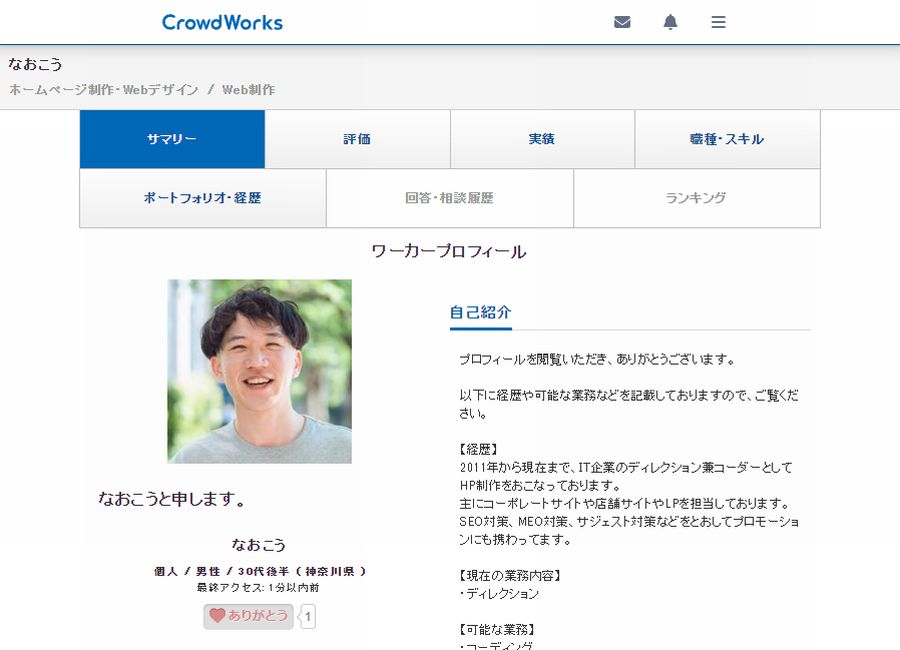 CrowdWorks
なおこう
ホームページ制作・Webデザイン / Web制作
サマリー
評価
実績
職種・スキル
ポートフォリオ・経歴
回答・相談履歴
ランキング
ワーカープロフィール
なおこうと申します。
なおこう
個人 / 男性 / 30代後半 ( 神奈川県 )
最終アクセス: 1分以内前
ありがとう 1
自己紹介
プロフィールを閲覧いただき、ありがとうございます。
以下に経歴や可能な業務などを記載しておりますので、ご覧くだ
さい。
【経歴】
2011年から現在まで、IT企業のディレクション兼コーダーとして
HP制作をおこなっております。
主にコーポレートサイトや店舗サイトやLPを担当しております。
SEO対策、MEO対策、サジェスト対策などをとおしてプロモーショ
ンにも携わってます。
【現在の業務内容】
・ディレクション
【可能な業務】
・コーディング